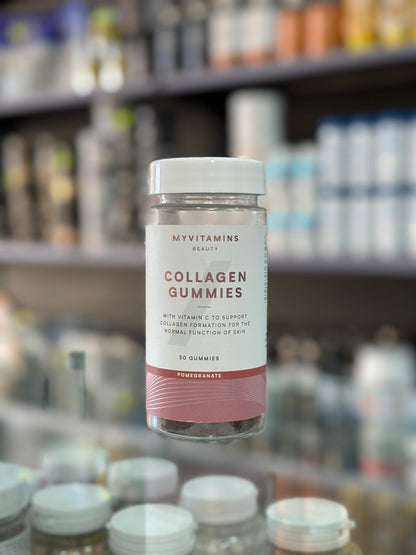 MYVITAMINS
BEAUTY
COLLAGEN
GUMMIES
WITH VITAMIN C TO SUPPORT
COLLAGEN FORMATION FOR THE
NORMAL FUNCTION OF SKIN
30 GUMMIES
POMEGRANATE